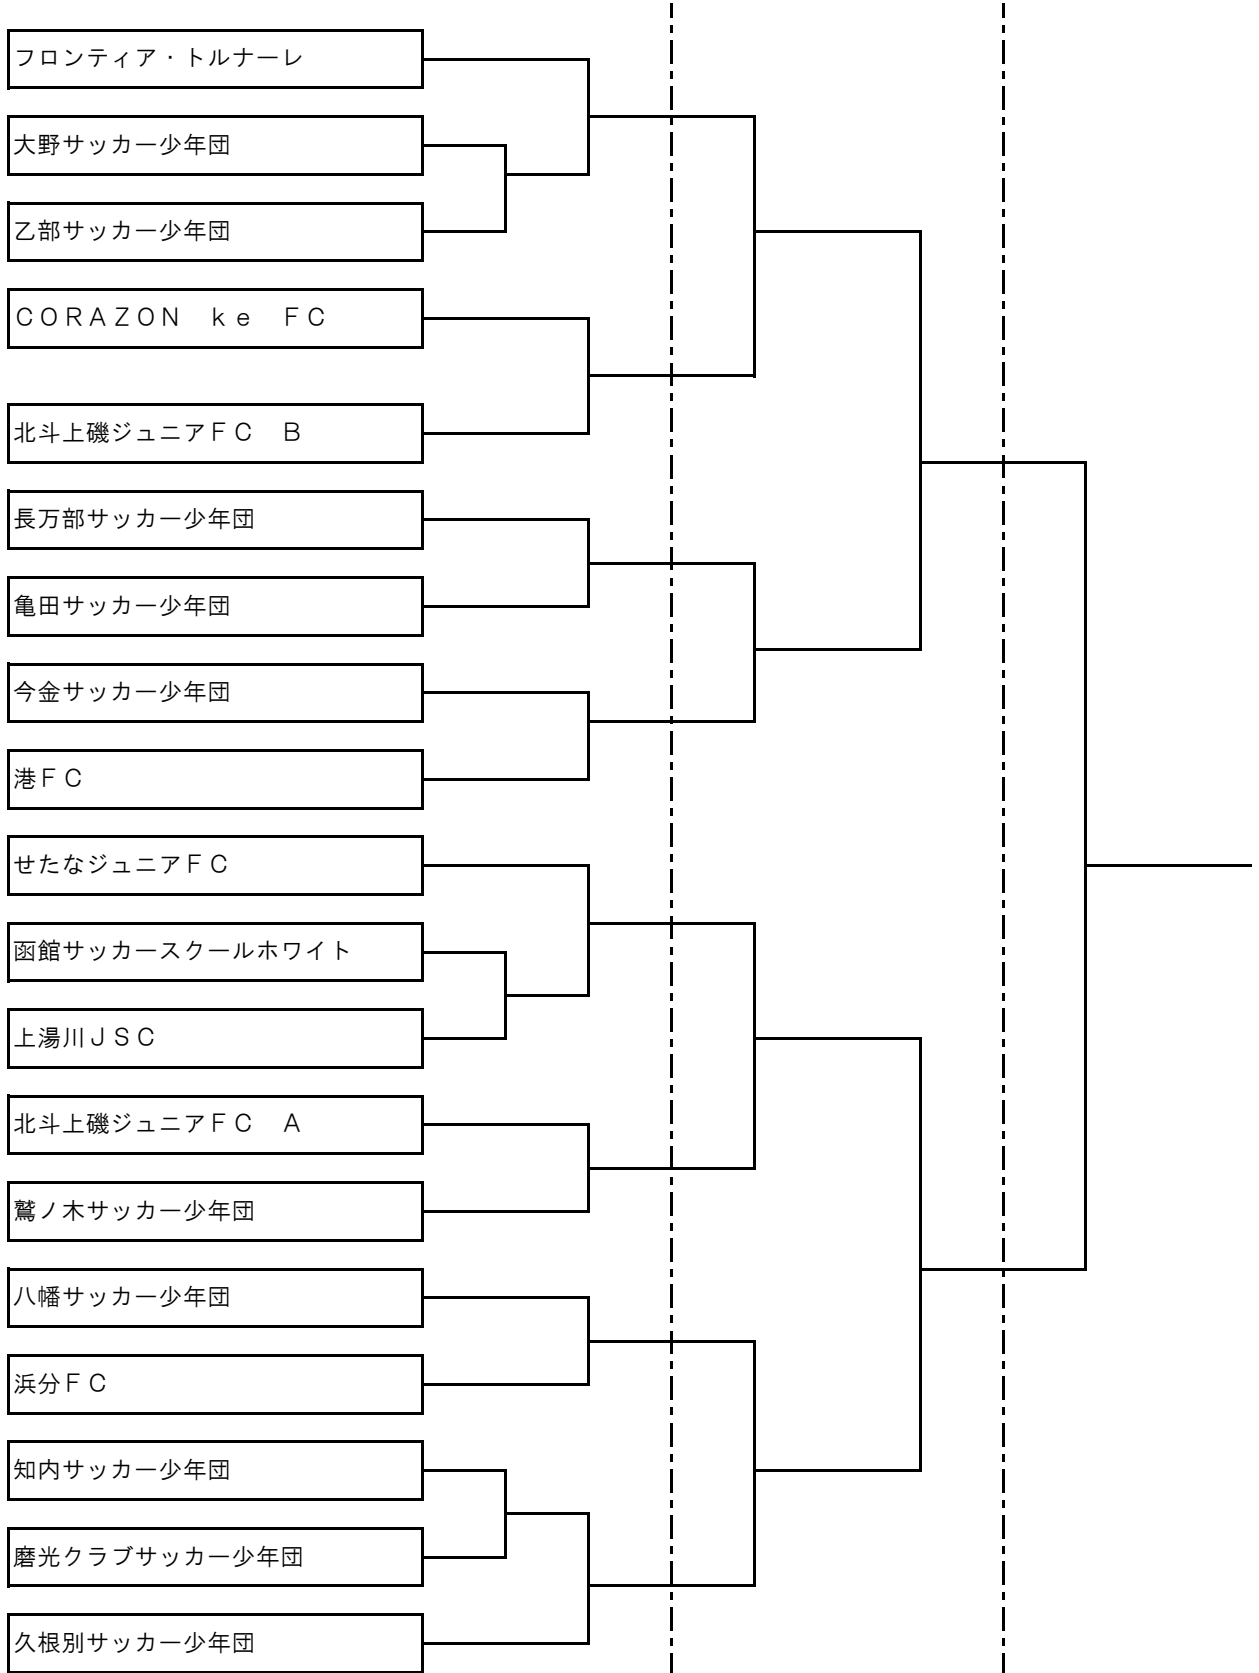 フロンティア・トルナーレ
大野サッカー少年団
乙部サッカー少年団
ＣＯＲＡＺＯＮ　ｋｅ　ＦＣ
北斗上磯ジュニアＦＣ　Ｂ
長万部サッカー少年団
亀田サッカー少年団
今金サッカー少年団
港ＦＣ
せたなジュニアＦＣ
函館サッカースクールホワイト
上湯川ＪＳＣ
北斗上磯ジュニアＦＣ　Ａ
鷲ノ木サッカー少年団
八幡サッカー少年団
浜分ＦＣ
知内サッカー少年団
磨光クラブサッカー少年団
久根別サッカー少年団